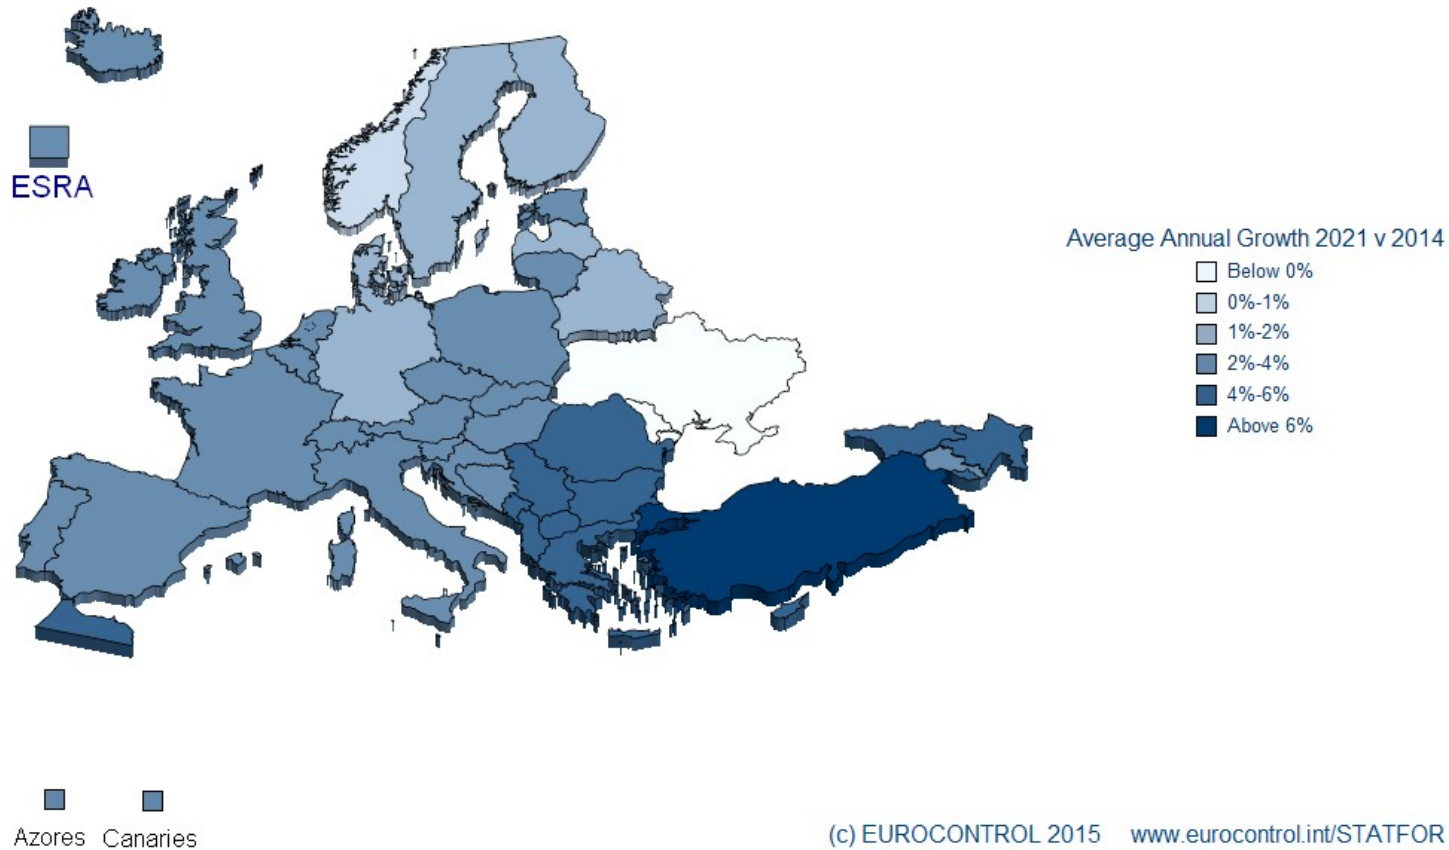 ESRA
Average Annual Growth 2021 v 2014
Below 0%
0%-1%
1%-2%
2%-4%
4%-6%
Above 6%
Azores Canaries
(c) EUROCONTROL 2015 www.eurocontrol.int/STATFOR